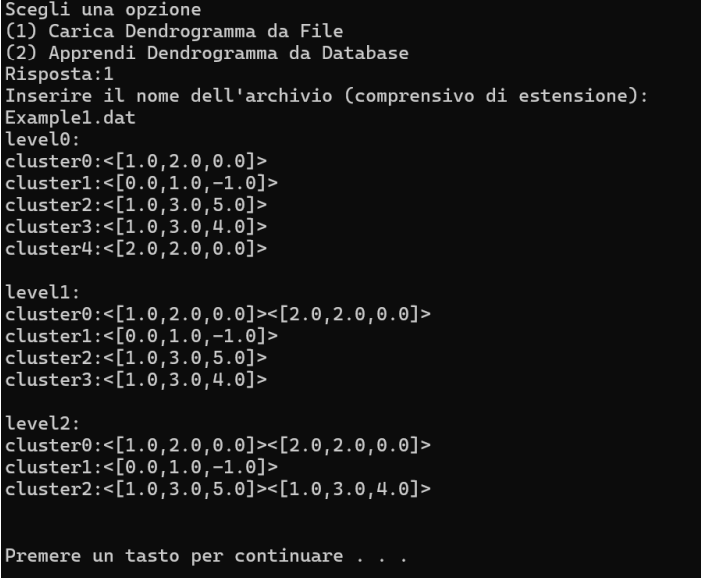 Scegli una opzione
(1) Carica Dendrogramma da File
(2) Apprendi Dendrogramma da Database
Risposta:1
Inserire il nome dell'archivio (comprensivo di estensione):
Example1.dat
level0:
cluster0:<[1.0,2.0,0.0]>
cluster1:<[0.0,1.0,-1.0]>
cluster2:<[1.0,3.0,5.0]>
cluster3:<[1.0,3.0,4.0]>
cluster4:<[2.0,2.0,0.0]>
level1:
cluster0:<[1.0,2.0,0.0]><[2.0,2.0,0.0]>
cluster1:<[0.0,1.0,-1.0]>
cluster2:<[1.0,3.0,5.0]>
cluster3:<[1.0,3.0,4.0]>
level2:
cluster0:<[1.0,2.0,0.0]><[2.0,2.0,0.0]>
cluster1:<[0.0,1.0,-1.0]>
cluster2:<[1.0,3.0,5.0]><[1.0,3.0,4.0]>
Premere un tasto per continuare . . .